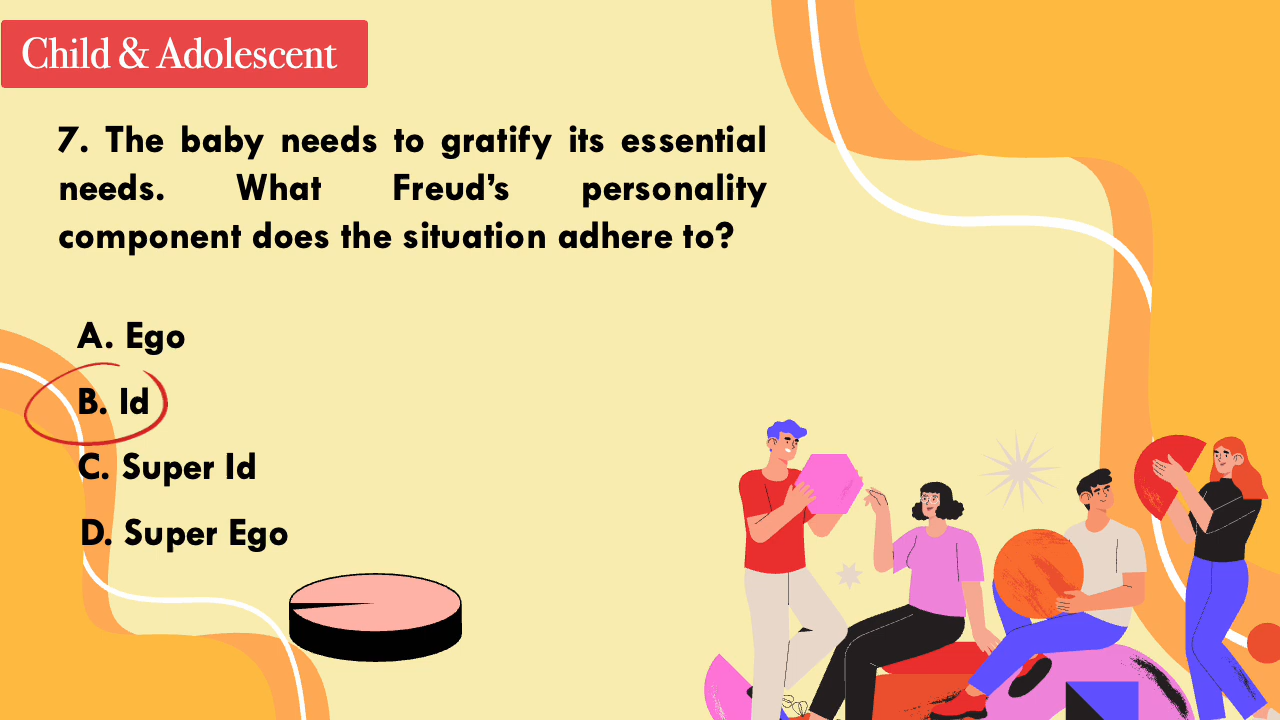 Child & Adolescent
7. The baby needs to gratify its essential
needs. What Freud’s personality
component does the situation adhere to?
A. Ego
B. Id
C. Super Id
D. Super Ego